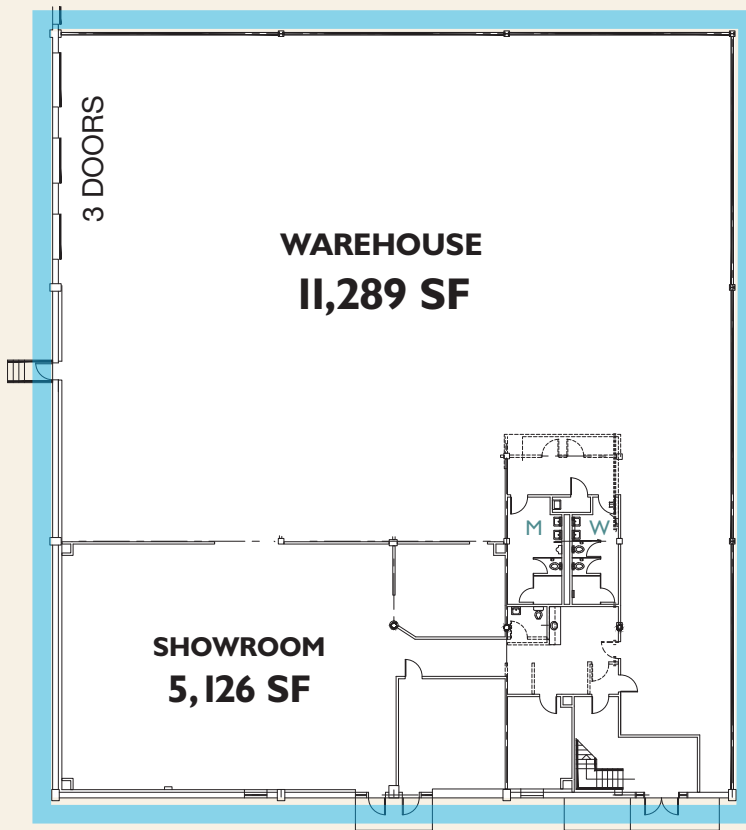 3 DOORS
WAREHOUSE
11,289 SF
M W
SHOWROOM
5,126 SF